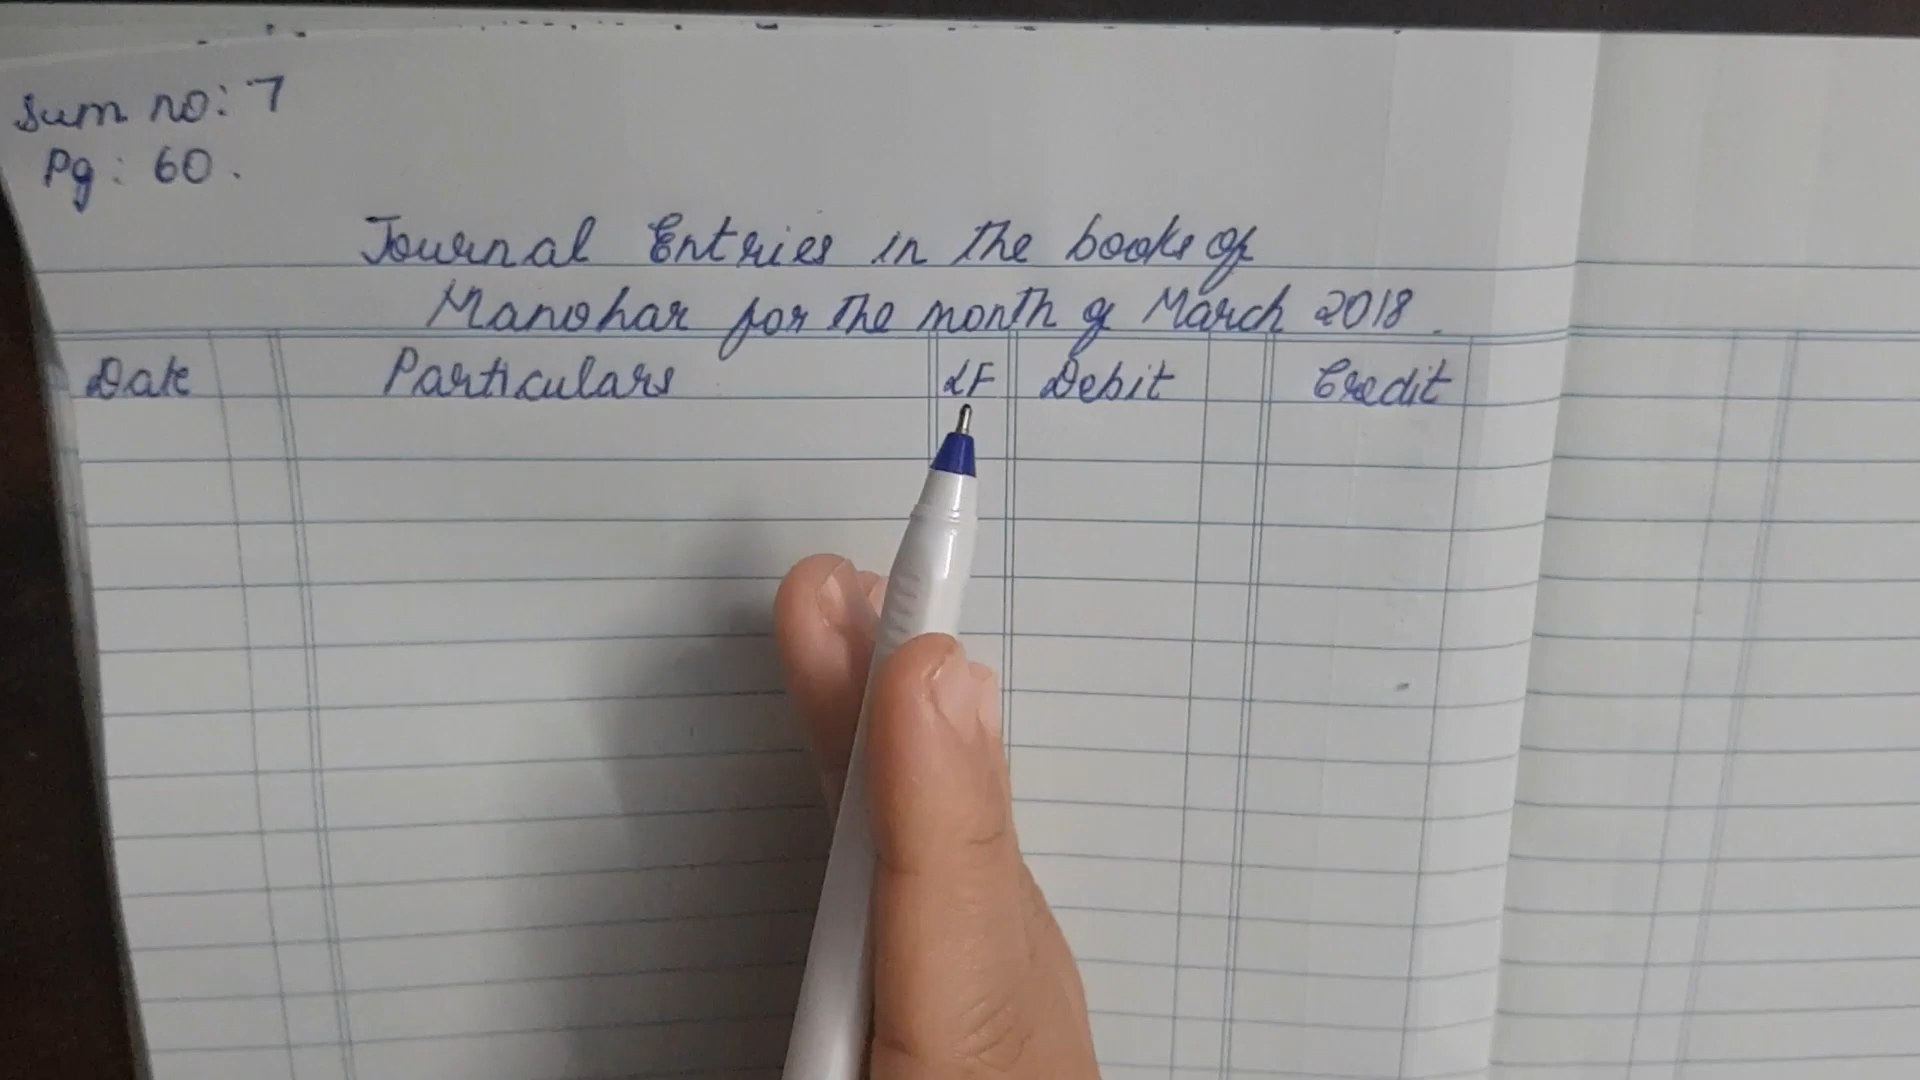 Sum no: 7
Pg: 60.
Journal Entries in the books of
Manohar for the month of March 2018.
Date Particulars LF Debit Credit